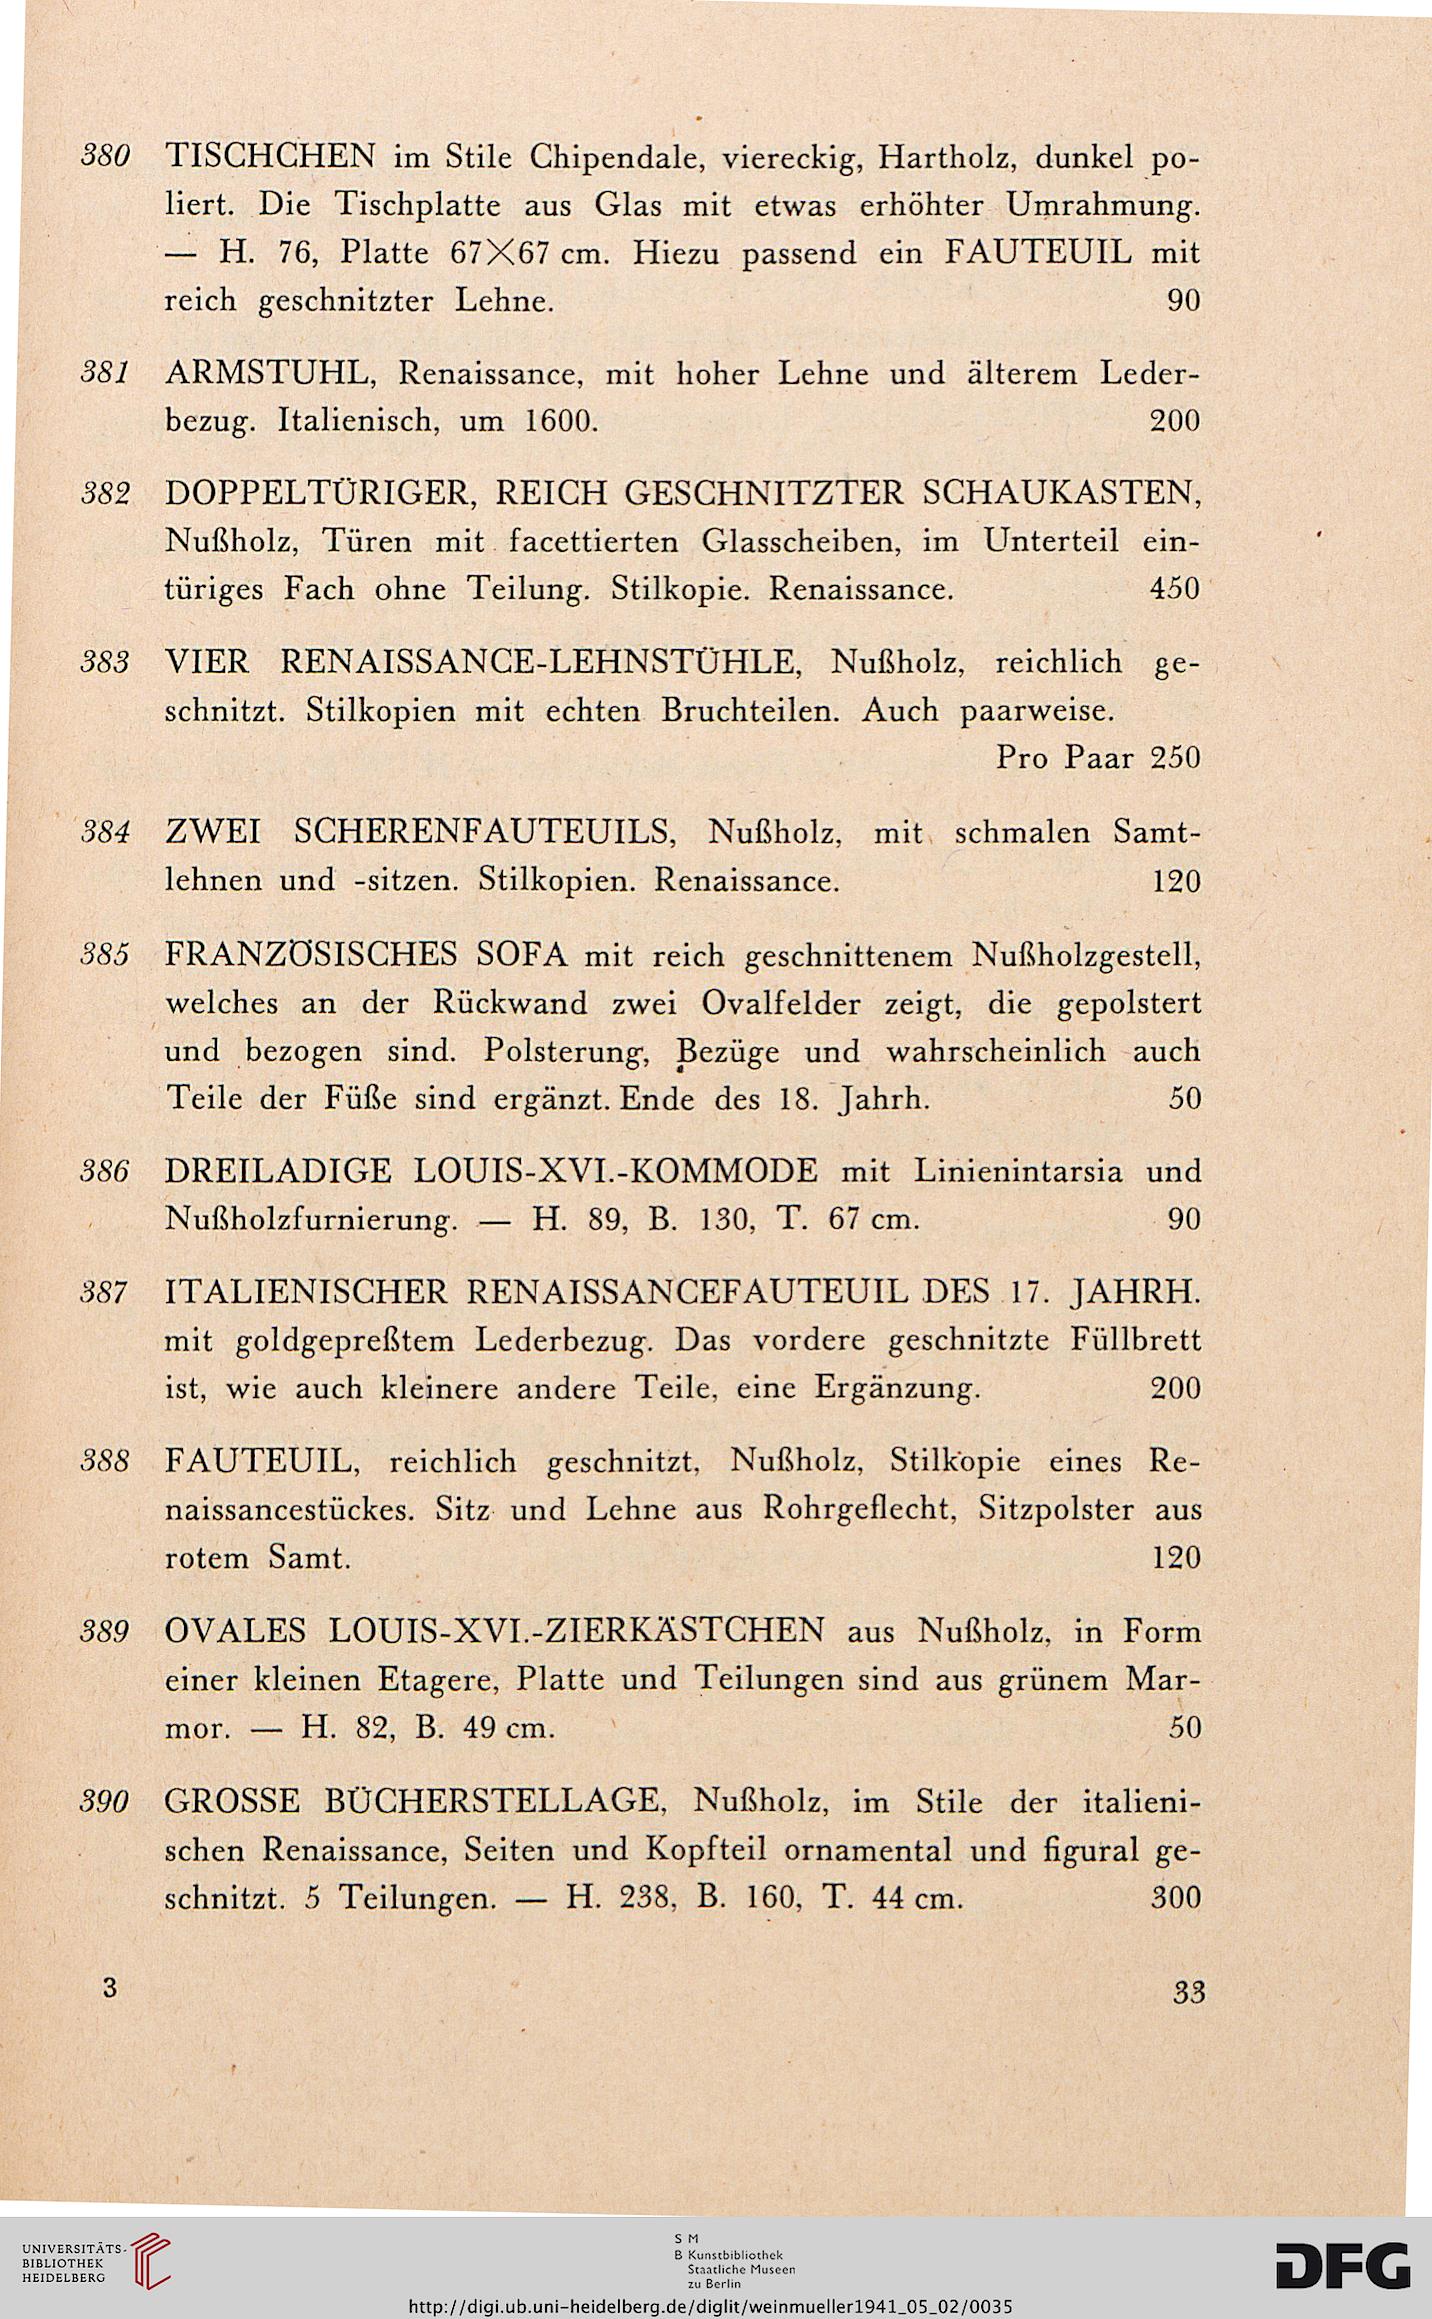 380 TISCHCHEN im Stile Chipendale, viereckig, Hartholz, dunkel po-
liert. Die Tischplatte aus Glas mit etwas erhöhter Umrahmung.
— H. 76, Platte 67×67 cm. Hiezu passend ein FAUTEUIL mit
reich geschnitzter Lehne. 90
381 ARMSTUHL, Renaissance, mit hoher Lehne und älterem Leder-
bezug. Italienisch, um 1600. 200
382 DOPPELTÜRIGER, REICH GESCHNITZTER SCHAUKASTEN,
Nußholz, Türen mit facettierten Glasscheiben, im Unterteil ein-
türiges Fach ohne Teilung. Stilkopie. Renaissance. 450
383 VIER RENAISSANCE-LEHNSTÜHLE, Nußholz, reichlich ge-
schnitzt. Stilkopien mit echten Bruchteilen. Auch paarweise.
Pro Paar 250
384 ZWEI SCHERENFAUTEUILS, Nußholz, mit schmalen Samt-
lehnen und -sitzen. Stilkopien. Renaissance. 120
385 FRANZÖSISCHES SOFA mit reich geschnittenem Nußholzgestell,
welches an der Rückwand zwei Ovalfelder zeigt, die gepolstert
und bezogen sind. Polsterung, Bezüge und wahrscheinlich auch
Teile der Füße sind ergänzt. Ende des 18. Jahrh. 50
386 DREILADIGE LOUIS-XVI.-KOMMODE mit Linienintarsia und
Nußholzfurnierung. — H. 89, B. 130, T. 67 cm. 90
387 ITALIENISCHER RENAISSANCEFAUTEUIL DES 17. JAHRH.
mit goldgepreßtem Lederbezug. Das vordere geschnitzte Füllbrett
ist, wie auch kleinere andere Teile, eine Ergänzung. 200
388 FAUTEUIL, reichlich geschnitzt, Nußholz, Stilkopie eines Re-
naissancestückes. Sitz und Lehne aus Rohrgeflecht, Sitzpolster aus
rotem Samt. 120
389 OVALES LOUIS-XVI.-ZIERKÄSTCHEN aus Nußholz, in Form
einer kleinen Etagere, Platte und Teilungen sind aus grünem Mar-
mor. — H. 82, B. 49 cm. 50
390 GROSSE BÜCHERSTELLAGE, Nußholz, im Stile der italieni-
schen Renaissance, Seiten und Kopfteil ornamental und figural ge-
schnitzt. 5 Teilungen. — H. 238, B. 160, T. 44 cm. 300
3 33
UNIVERSITÄTS-
BIBLIOTHEK
HEIDELBERG
S M
B Kunstbibliothek
Staatliche Museen
zu Berlin
DFG
http://digi.ub.uni-heidelberg.de/diglit/weinmueller1941_05_02/0035